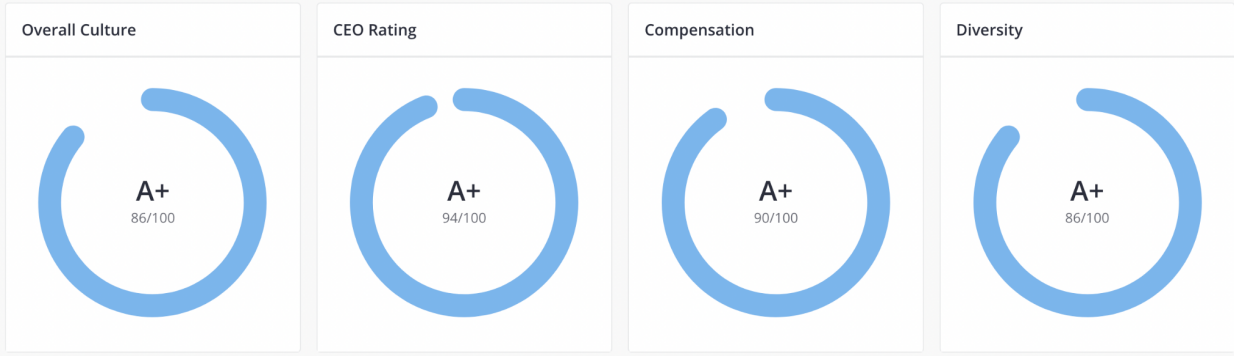 Overall Culture
A+
86/100
CEO Rating
A+
94/100
Compensation
A+
90/100
Diversity
A+
86/100